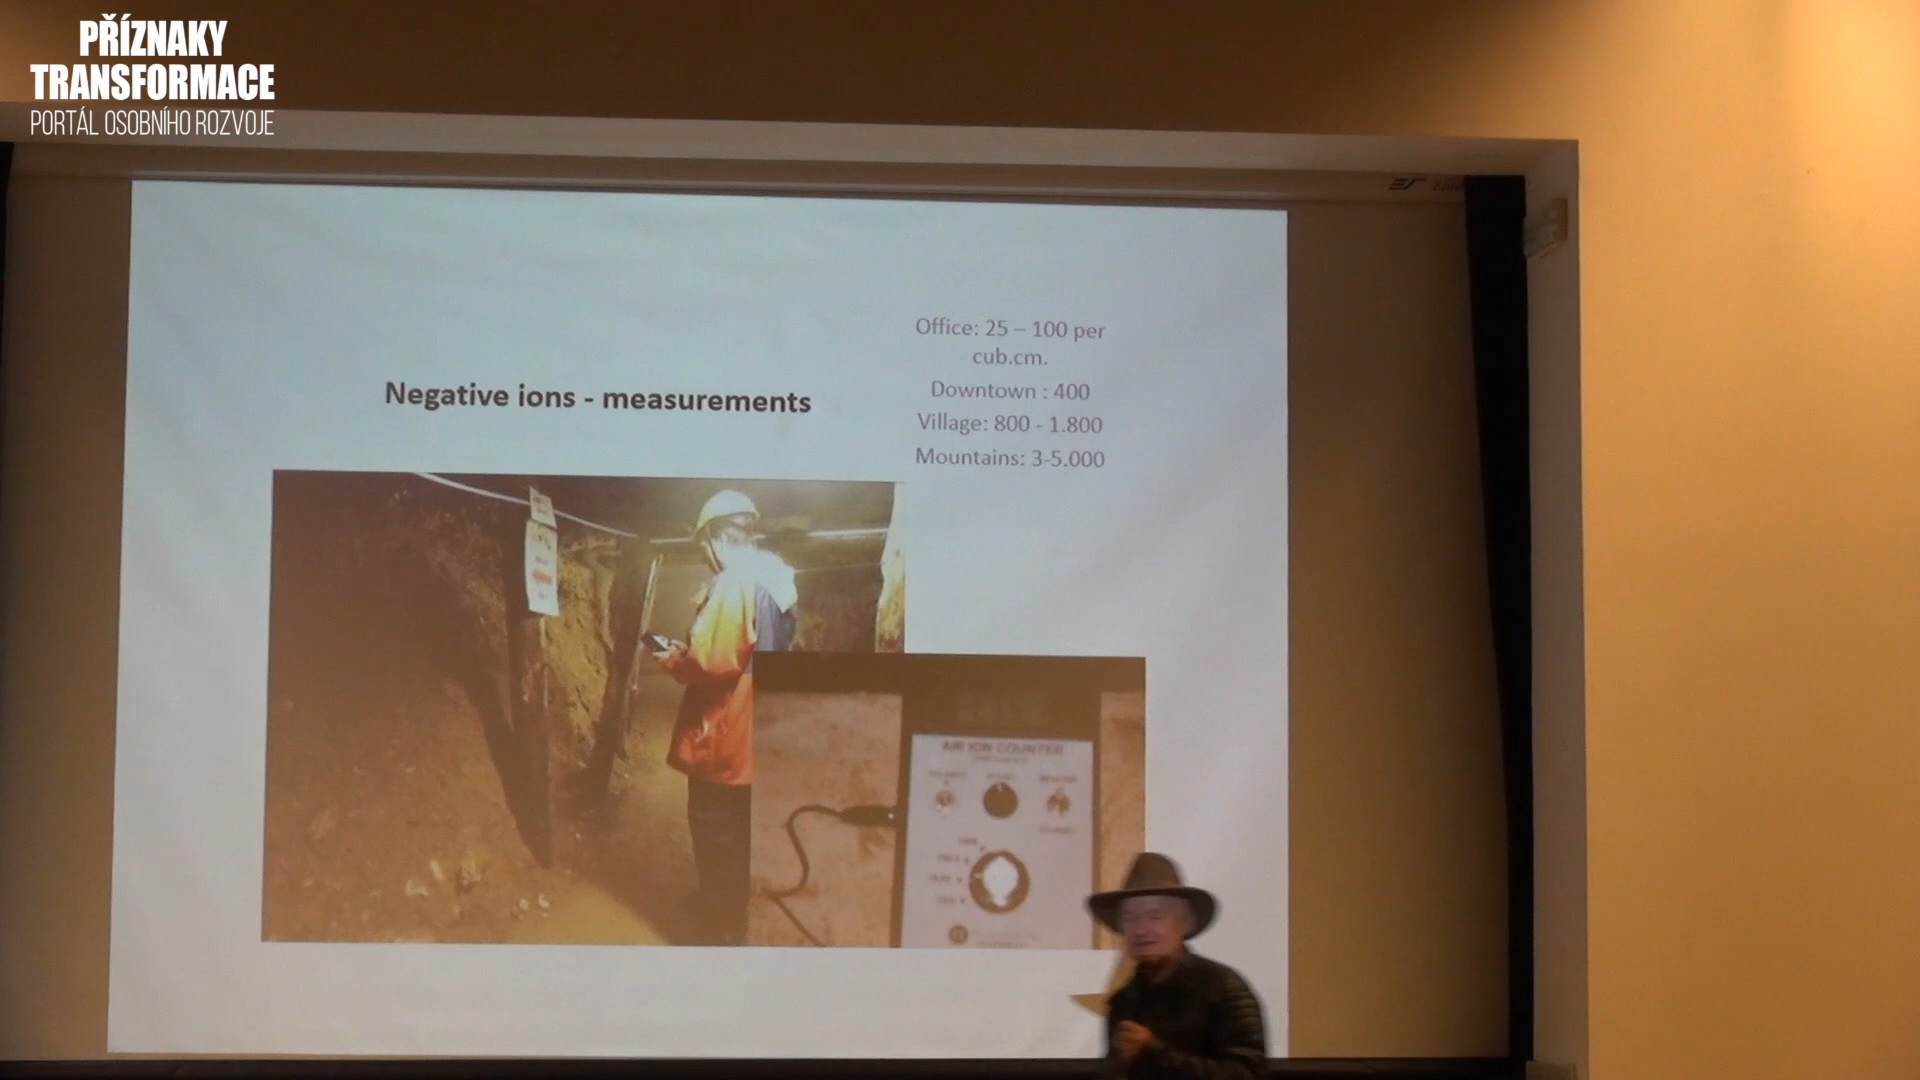 PŘÍZNAKY
TRANSFORMACE
PORTÁL OSOBNÍHO ROZVOJE
Office: 25 – 100 per
cub.cm.
Downtown : 400
Village: 800 - 1.800
Mountains: 3-5.000
Negative ions - measurements
AIR ION COUNTER